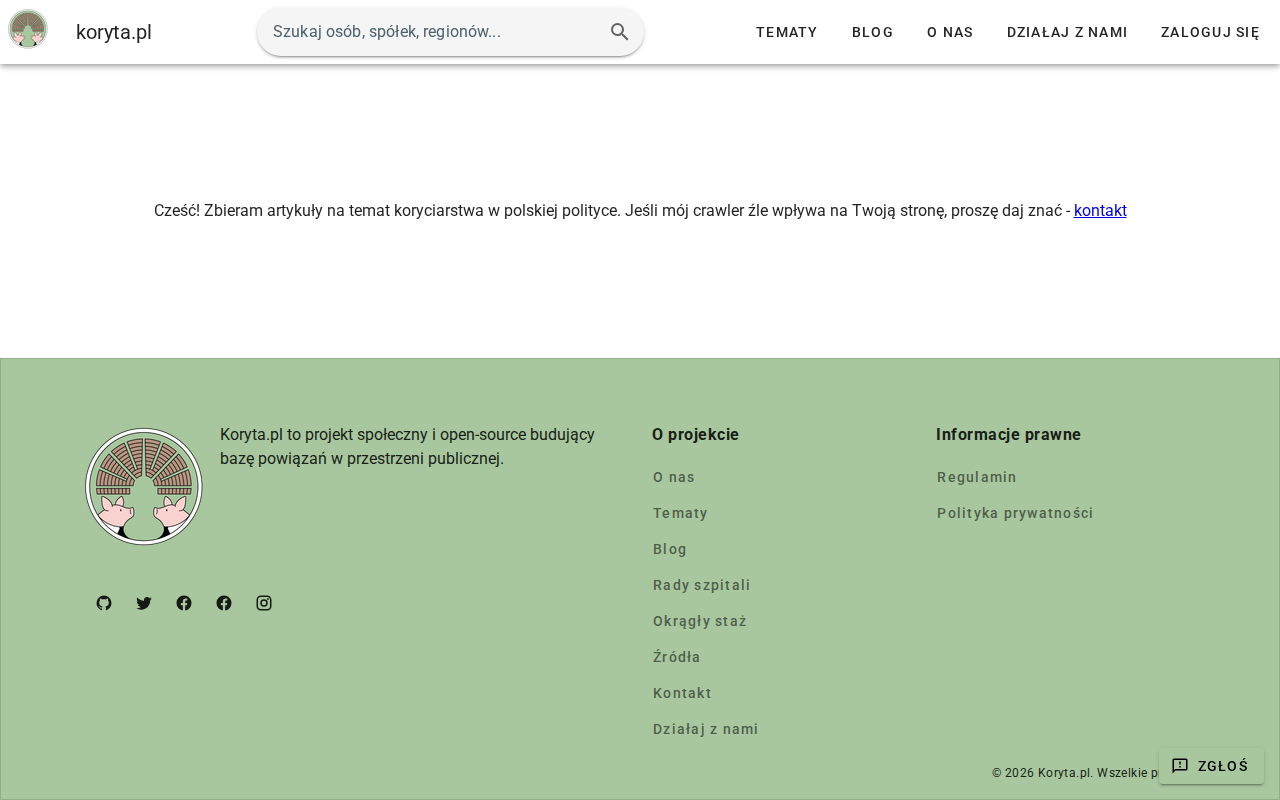 koryta.pl
Szukaj osób, spółek, regionów...
TEMATY
BLOG
O NAS
DZIAŁAJ Z NAMI
ZALOGUJ SIĘ
Cześć! Zbieram artykuły na temat koryciarstwa w polskiej polityce. Jeśli mój crawler źle wpływa na Twoją stronę, proszę daj znać - kontakt
Koryta.pl to projekt społeczny i open-source budujący
bazę powiązań w przestrzeni publicznej.
O projekcie
O nas
Tematy
Blog
Rady szpitali
Okrągły staż
Źródła
Kontakt
Działaj z nami
Informacje prawne
Regulamin
Polityka prywatności
© 2026 Koryta.pl. Wszelkie
ZGŁOŚ